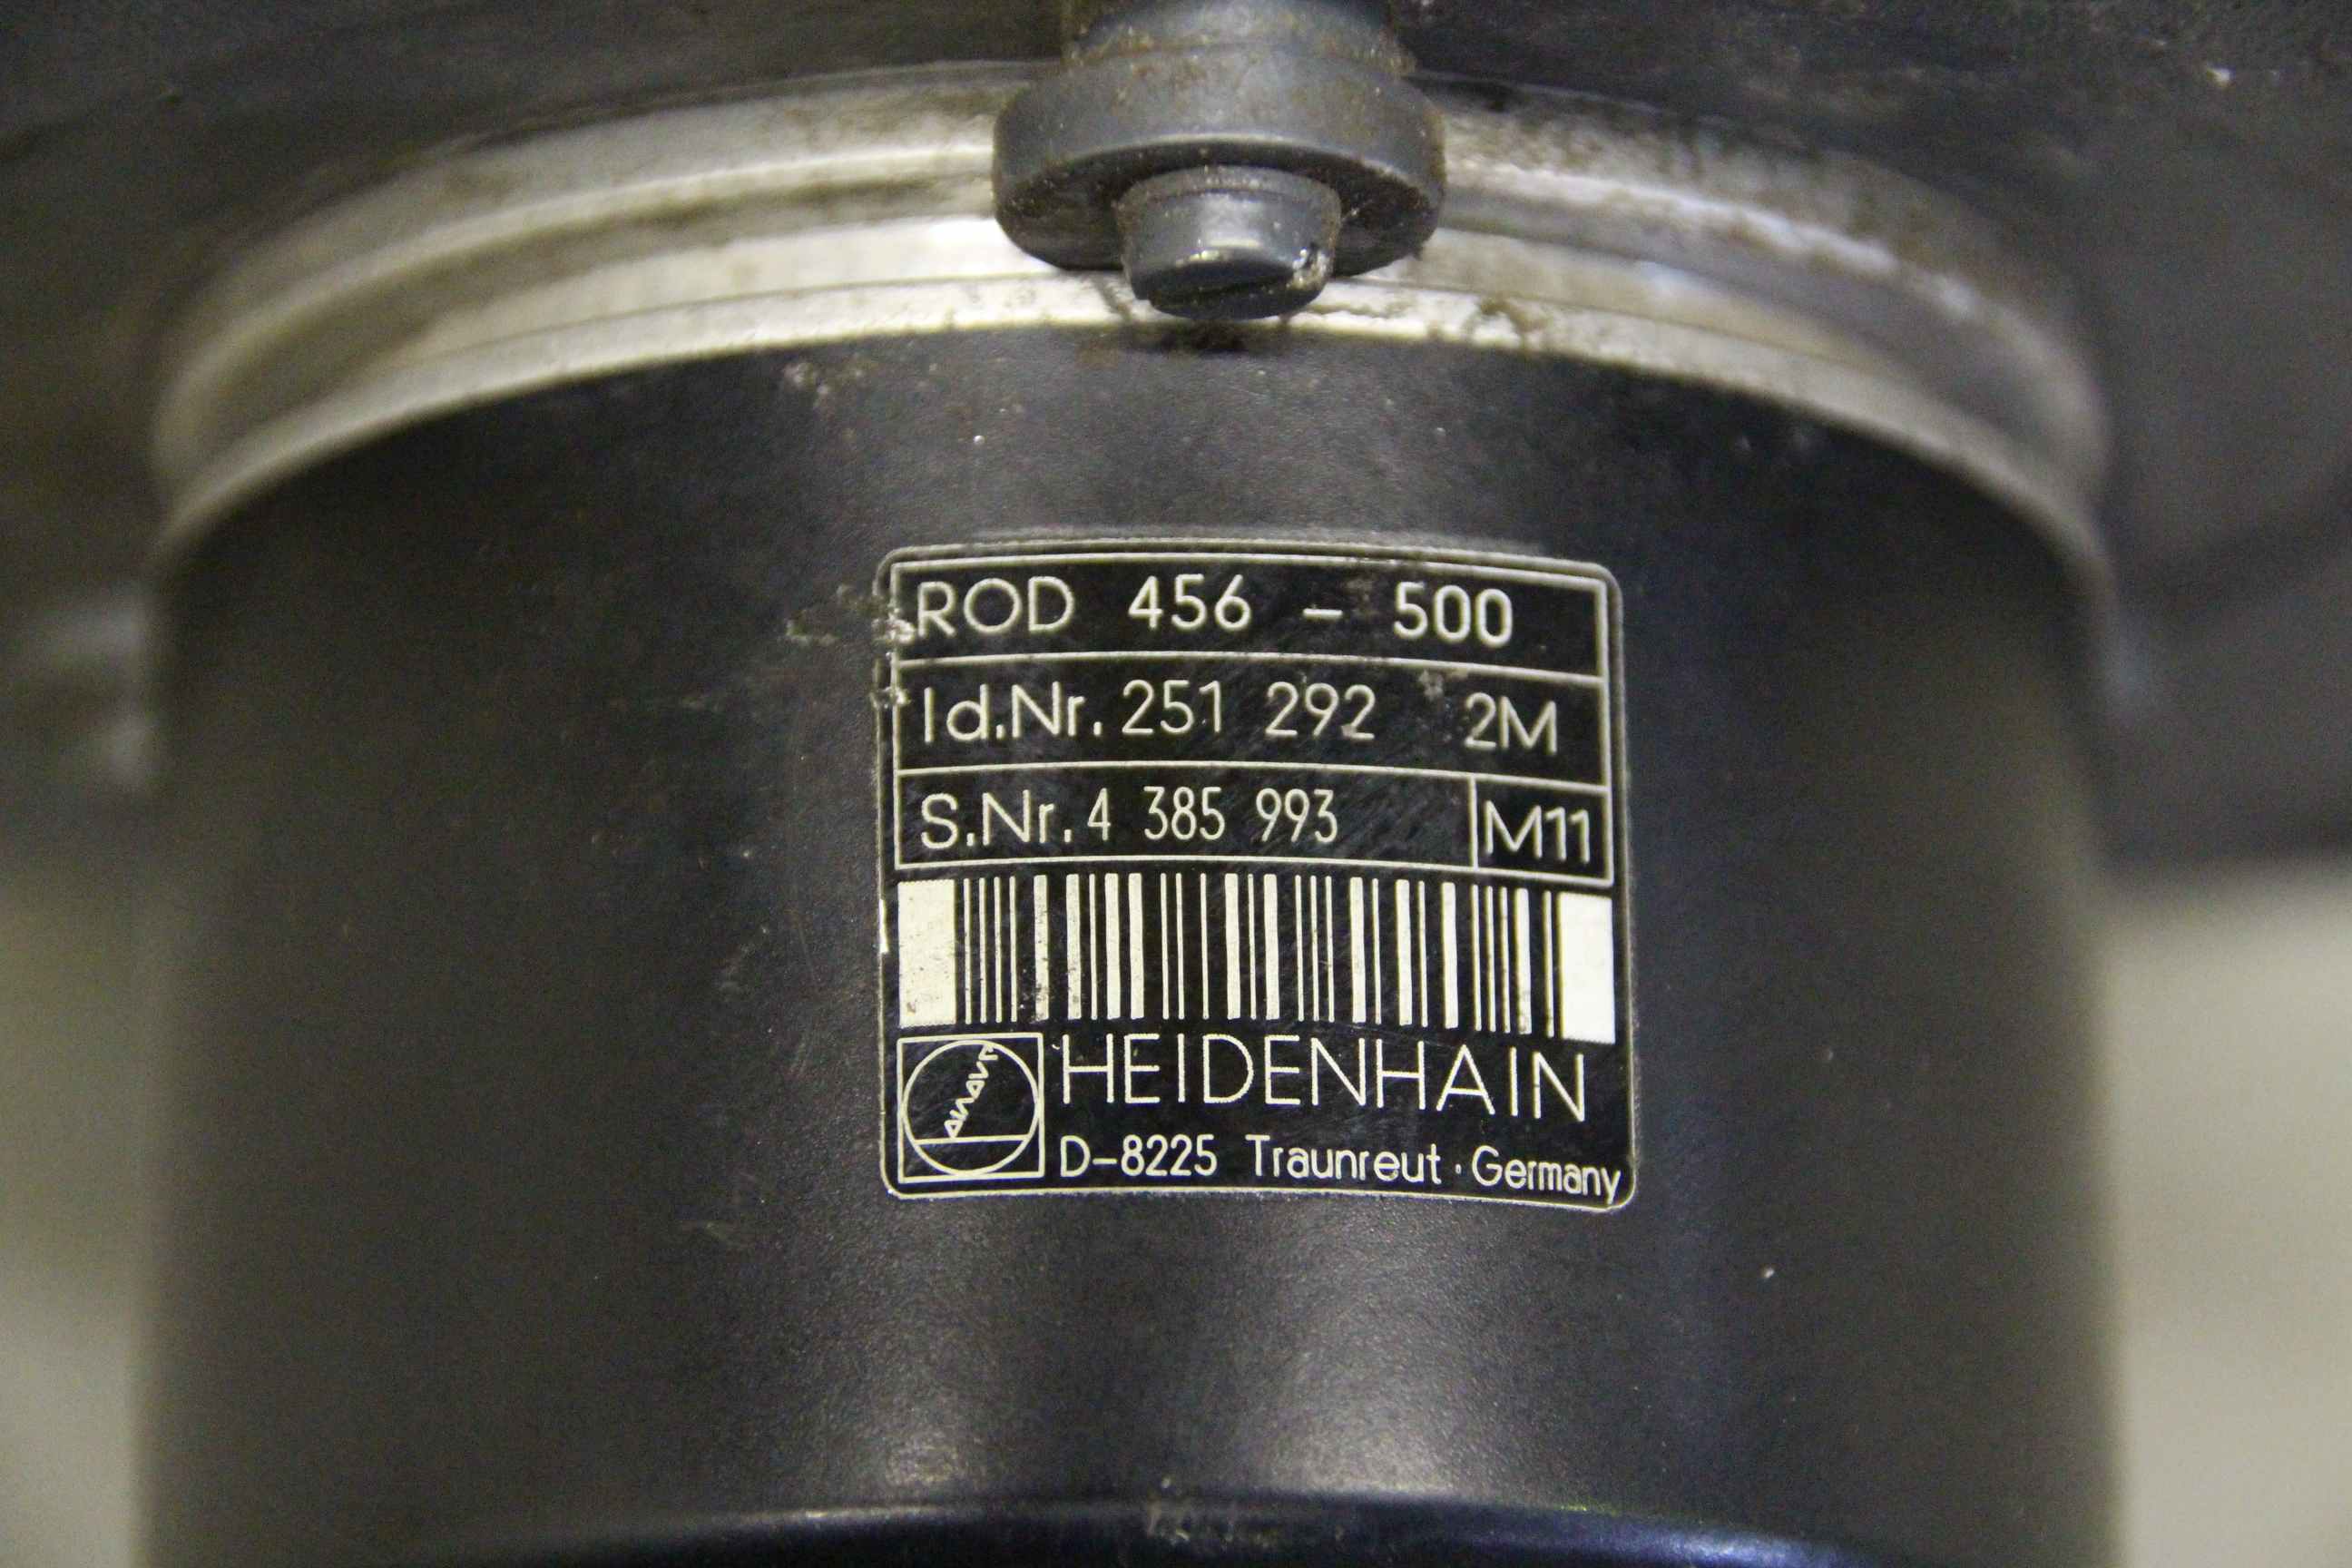 ROD 456 - 500
Id.Nr. 251 292 2M
S.Nr. 4 385 993 M11
HEIDENHAIN
D-8225 Traunreut · Germany